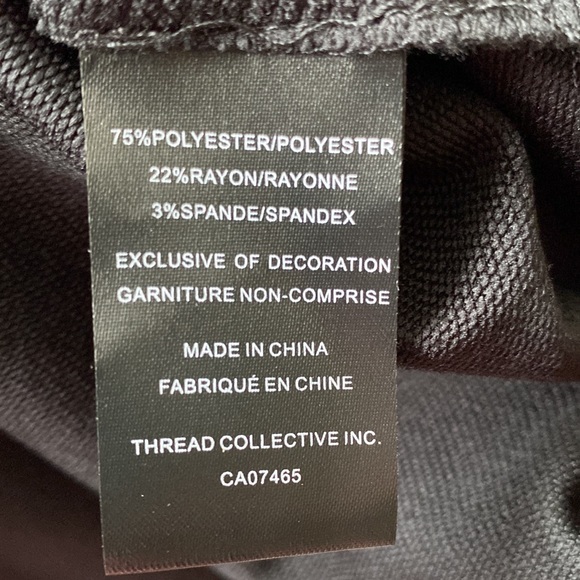 75%POLYESTER/POLYESTER
22%RAYON/RAYONNE
3%SPANDE/SPANDEX
EXCLUSIVE OF DECORATION
GARNITURE NON-COMPRISE
MADE IN CHINA
FABRIQUÉ EN CHINE
THREAD COLLECTIVE INC.
CA07465